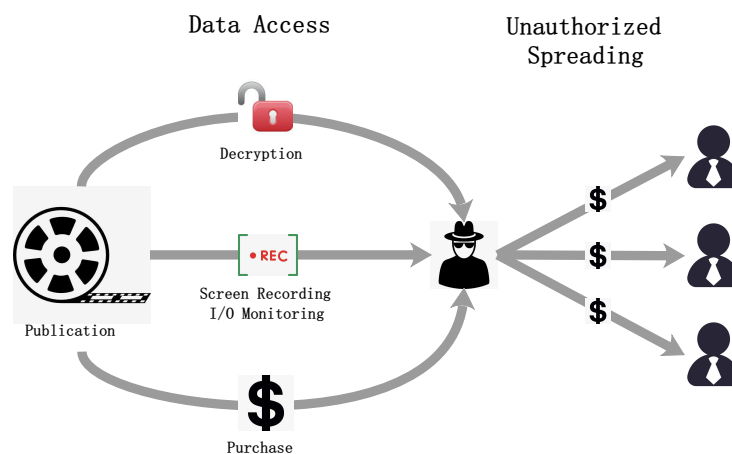 Data Access
Unauthorized
Spreading
Decryption
$
REC
Screen Recording
I/O Monitoring
$
Publication
$
$
Purchase